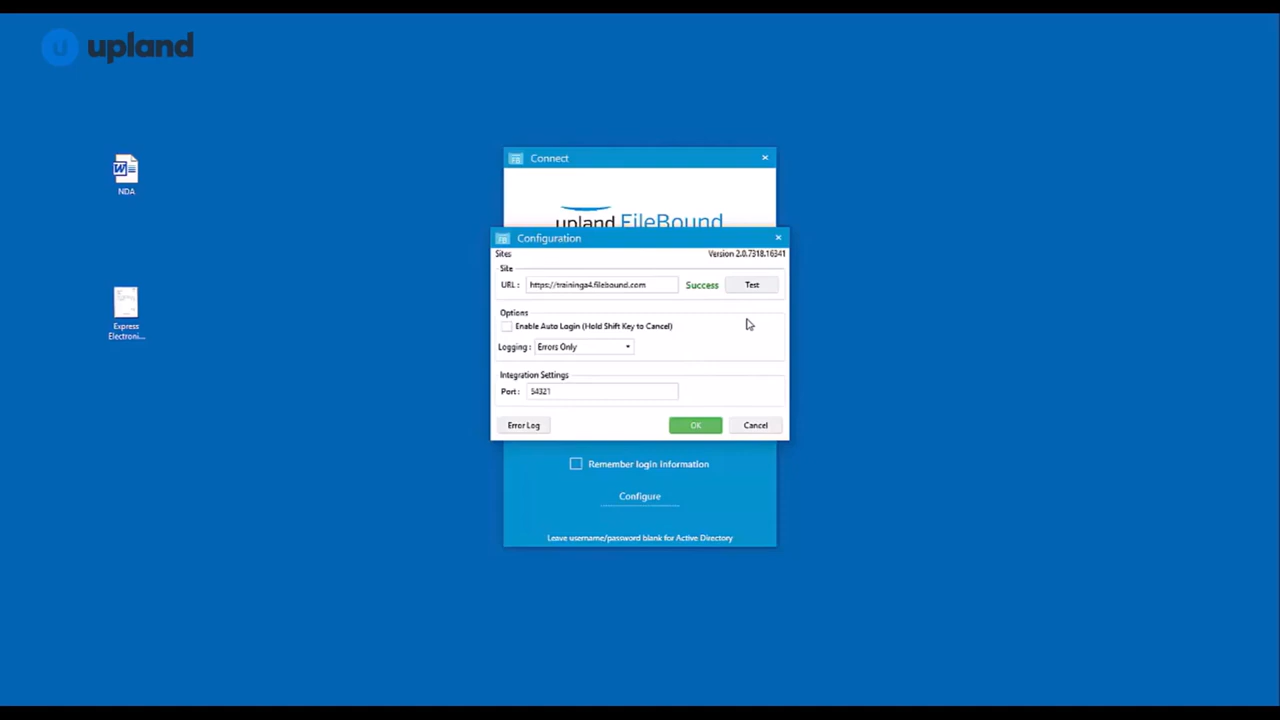 upland
NDA
Express
Electroni...
Connect
upland FileBound
Configuration
Sites
Version 2.0.7318.16341
Site
URL :
https://traininga4.filebound.com
Success
Test
Options
Enable Auto Login (Hold Shift Key to Cancel)
Logging :
Errors Only
Integration Settings
Port :
54321
Error Log
OK
Cancel
Remember login information
Configure
Leave username/password blank for Active Directory